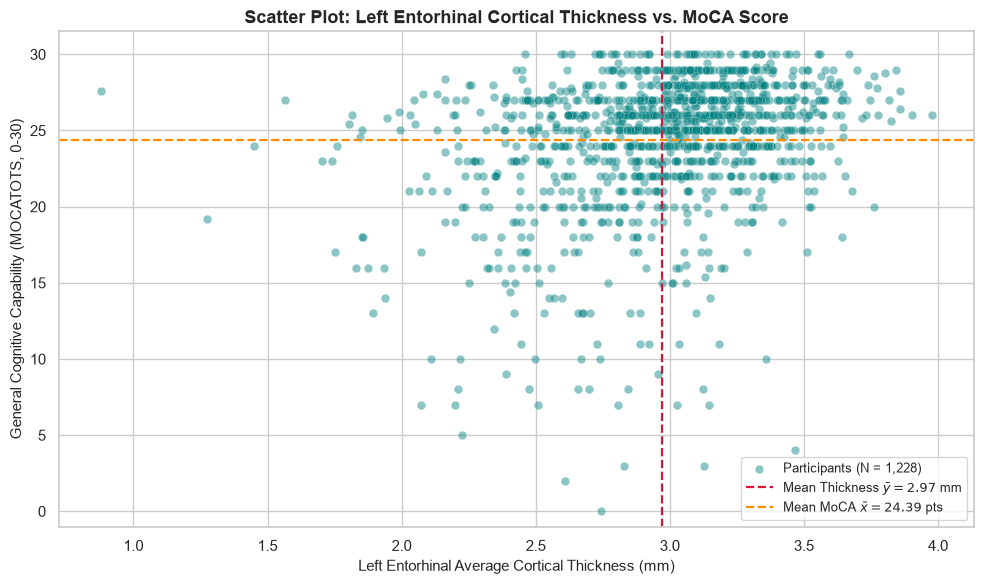 Scatter Plot: Left Entorhinal Cortical Thickness vs. MoCA Score
General Cognitive Capability (MOCATOTS, 0-30)
30
25
20
15
10
5
0
1.0 1.5 2.0 2.5 3.0 3.5 4.0
Left Entorhinal Average Cortical Thickness (mm)
Participants (N = 1,228)
Mean Thickness ȳ = 2.97 mm
Mean MoCA x̄ = 24.39 pts